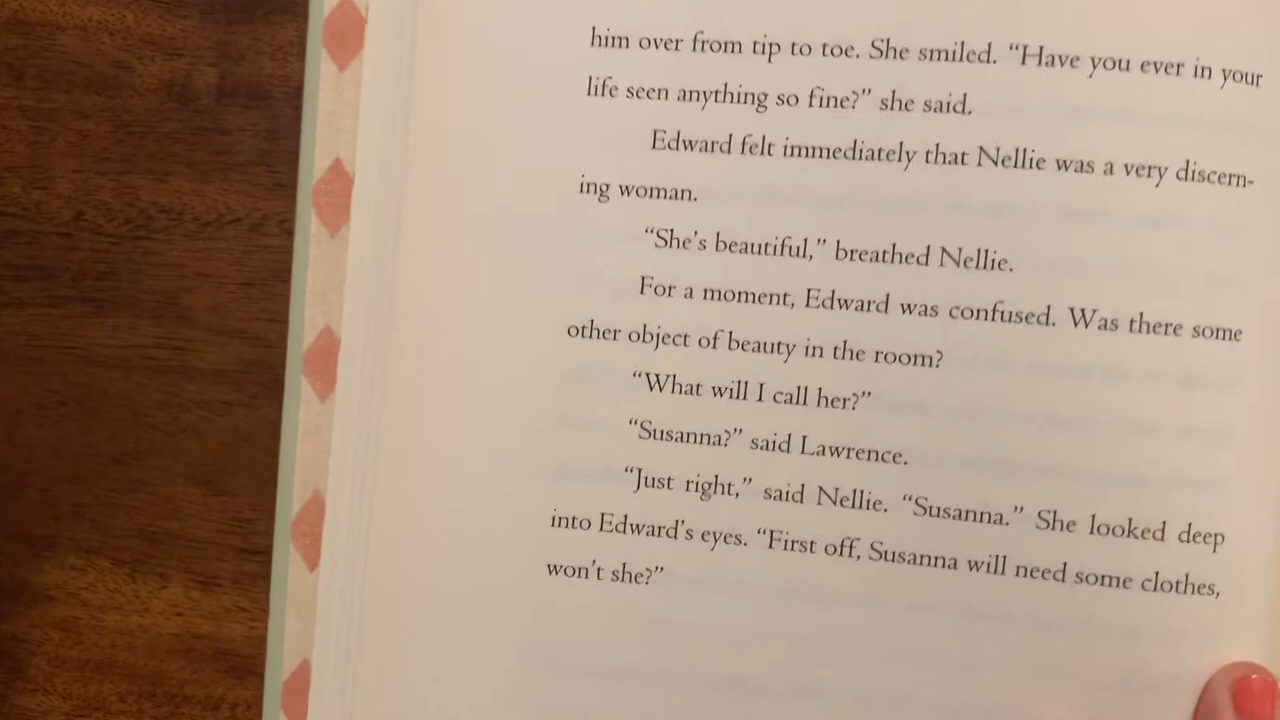 him over from tip to toe. She smiled. “Have you ever in your
life seen anything so fine?” she said.
Edward felt immediately that Nellie was a very discern-
ing woman.
“She's beautiful,” breathed Nellie.
For a moment, Edward was confused. Was there some
other object of beauty in the room?
“What will I call her?”
“Susanna?” said Lawrence.
“Just right,” said Nellie. “Susanna.” She looked deep
into Edward's eyes. “First off, Susanna will need some clothes,
won't she?”